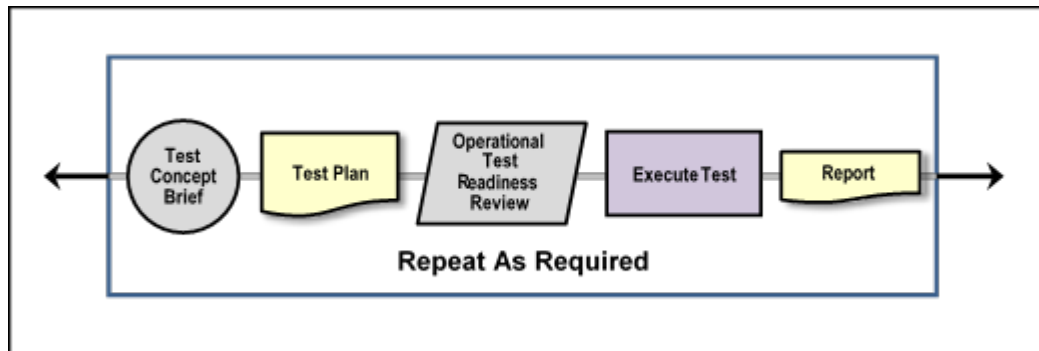 Test
Concept
Brief
Test Plan
Operational
Test
Readiness
Review
Execute Test
Report
Repeat As Required